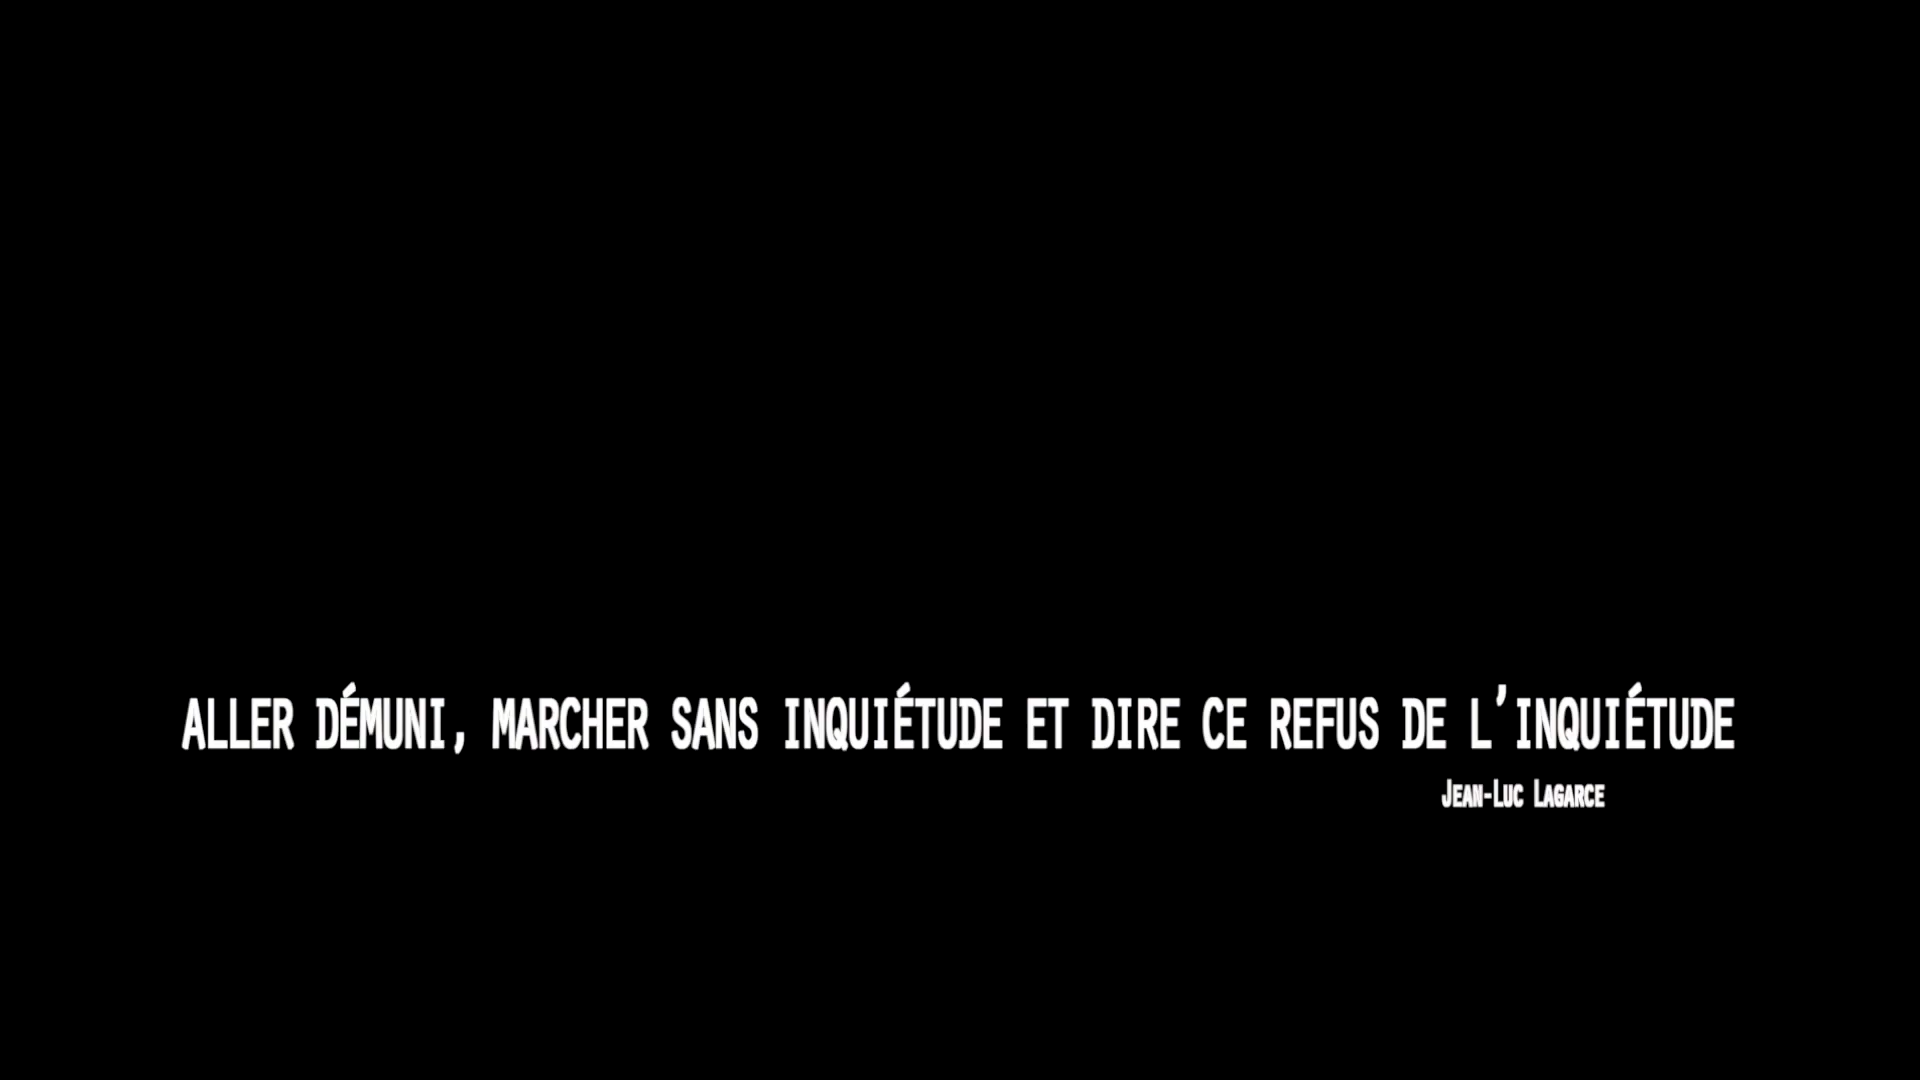 ALLER DÉMUNI, MARCHER SANS INQUIÉTUDE ET DIRE CE REFUS DE L'INQUIÉTUDE
Jean-Luc Lagarce